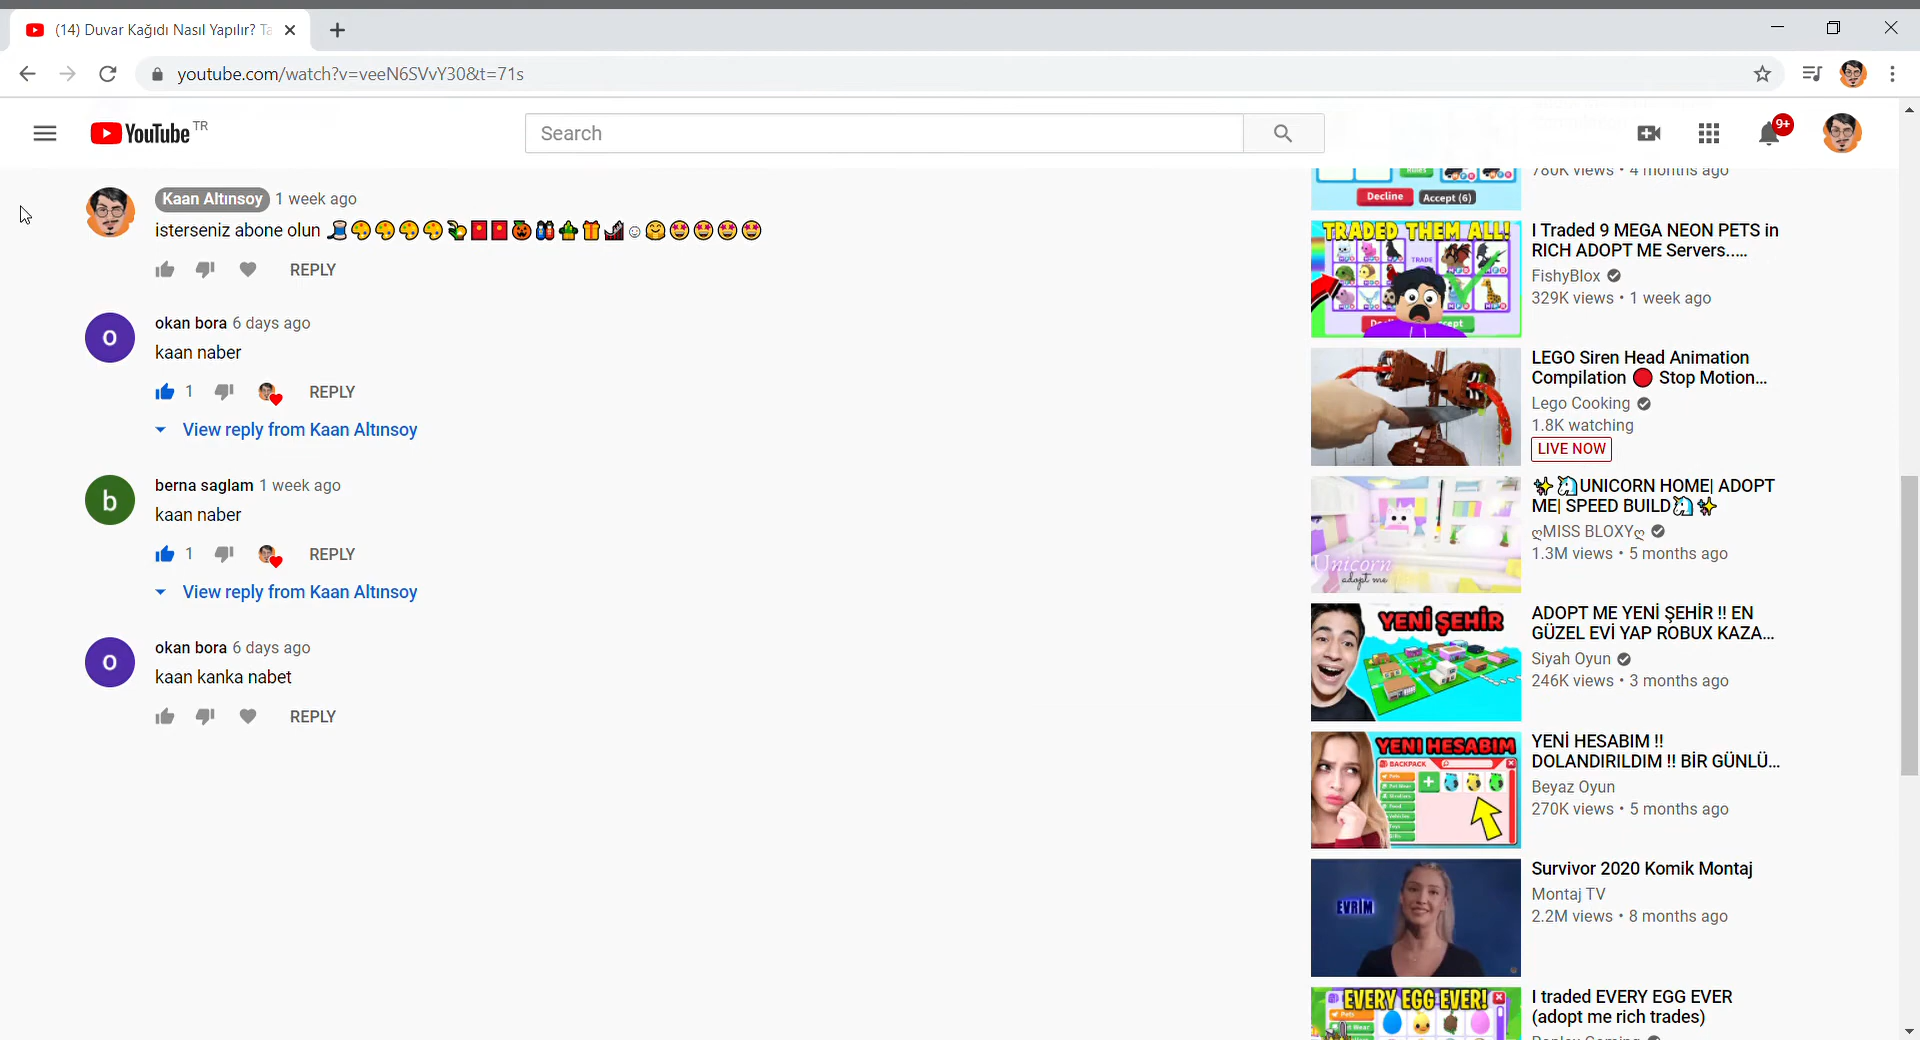 (14) Duvar Kağıdı Nasıl Yapılır? Ta
youtube.com/watch?v=veeN6SVvY30&t=71s
YouTube TR
Search
9+
Kaan Altınsoy 1 week ago
isterseniz abone olun
REPLY
okan bora 6 days ago
kaan naber
1 REPLY
View reply from Kaan Altınsoy
berna saglam 1 week ago
kaan naber
1 REPLY
View reply from Kaan Altınsoy
okan bora 6 days ago
kaan kanka nabet
REPLY
780K views • 4 months ago
Decline Accept (6)
TRADED THEM ALL!
TRADE
I Traded 9 MEGA NEON PETS in
RICH ADOPT ME Servers.....
FishyBlox
329K views • 1 week ago
LEGO Siren Head Animation
Compilation 🔴 Stop Motion...
Lego Cooking
1.8K watching
LIVE NOW
Unicorn
adopt me
✨🦄UNICORN HOME| ADOPT
ME| SPEED BUILD🦄✨
ღMISS BLOXYღ
1.3M views • 5 months ago
YENİ ŞEHİR
ADOPT ME YENİ ŞEHİR !! EN
GÜZEL EVİ YAP ROBUX KAZA...
Siyah Oyun
246K views • 3 months ago
YENI HESABIM
BACKPACK
YENİ HESABIM !!
DOLANDIRILDIM !! BİR GÜNLÜ...
Beyaz Oyun
270K views • 5 months ago
EVRİM
Survivor 2020 Komik Montaj
Montaj TV
2.2M views • 8 months ago
EVERY EGG EVER!
Pets
I traded EVERY EGG EVER
(adopt me rich trades)